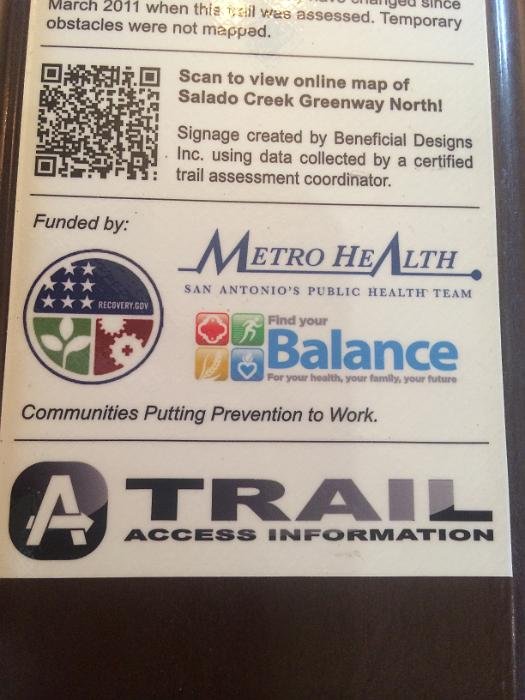 March 2011 when this trail was assessed. Temporary
obstacles were not mapped.
Scan to view online map of
Salado Creek Greenway North!
Signage created by Beneficial Designs
Inc. using data collected by a certified
trail assessment coordinator.
Funded by:
RECOVERY.GOV
METRO HEALTH
SAN ANTONIO'S PUBLIC HEALTH TEAM
Find your
Balance
For your health, your family, your future
Communities Putting Prevention to Work.
A TRAIL
ACCESS INFORMATION